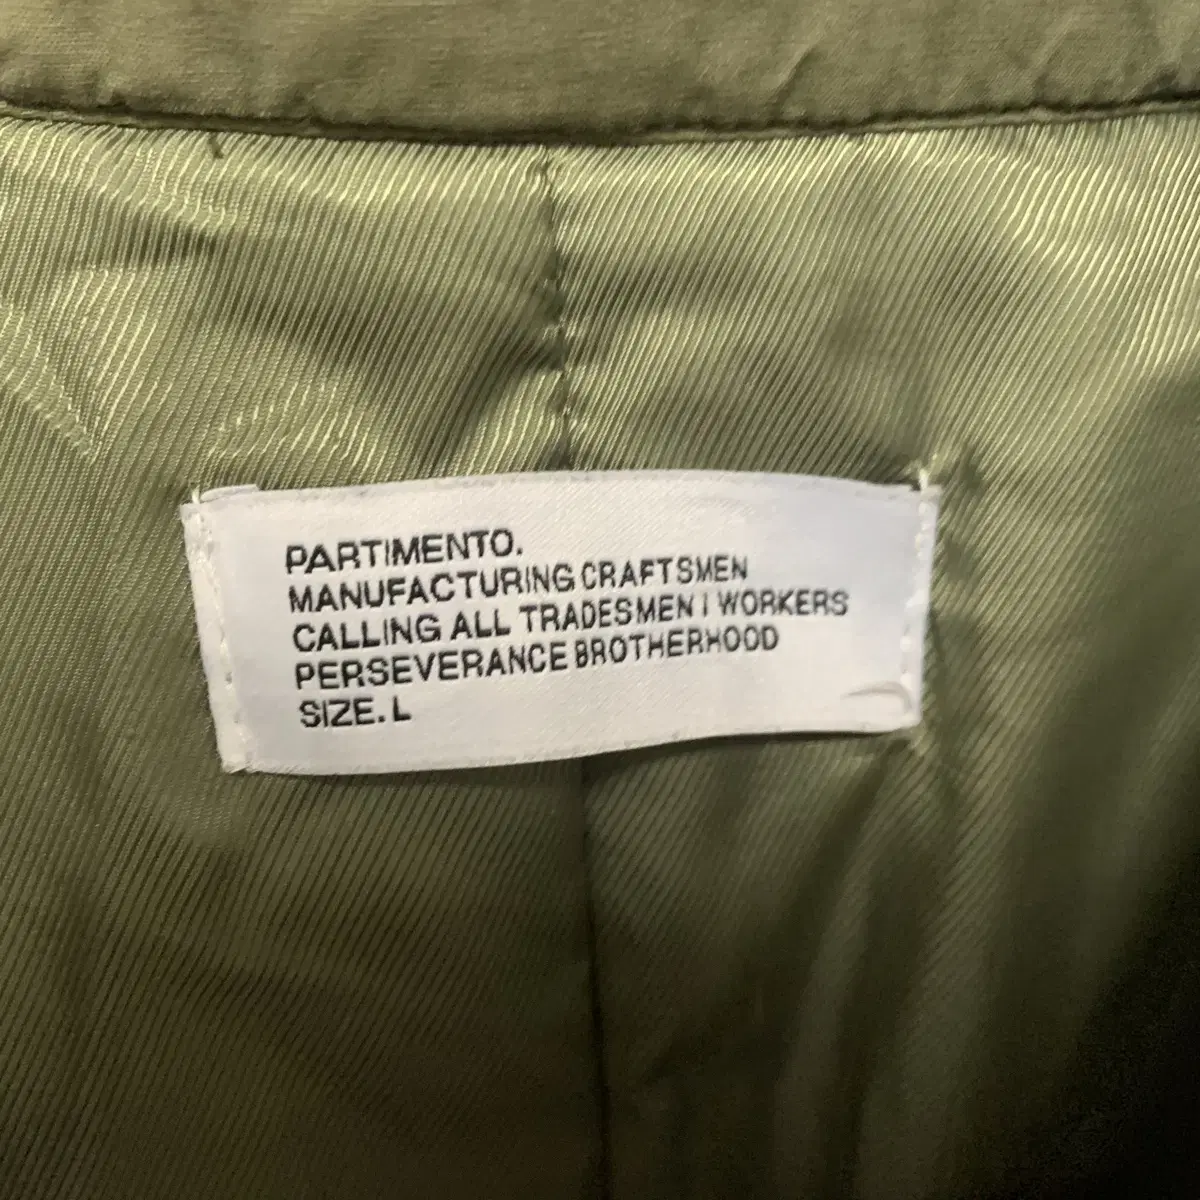 PARTIMENTO.
MANUFACTURING CRAFTSMEN
CALLING ALL TRADESMEN / WORKERS
PERSEVERANCE BROTHERHOOD
SIZE. L